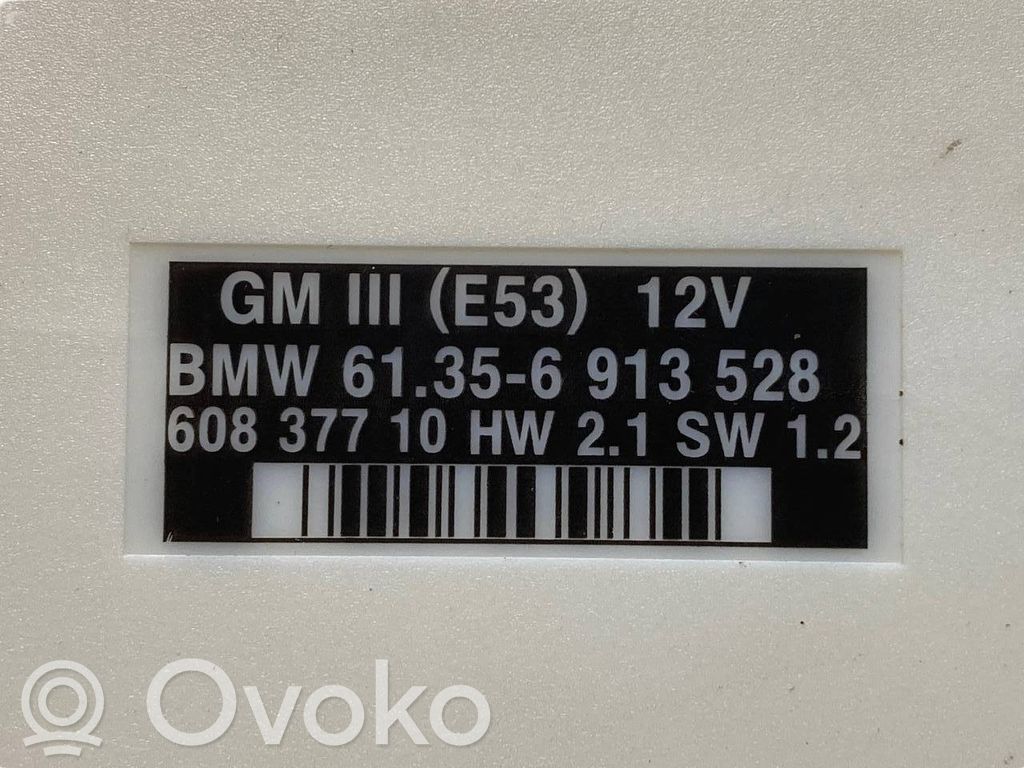 GM III (E53) 12V
BMW 61.35-6 913 528
608 377 10 HW 2.1 SW 1.2
Ovoko